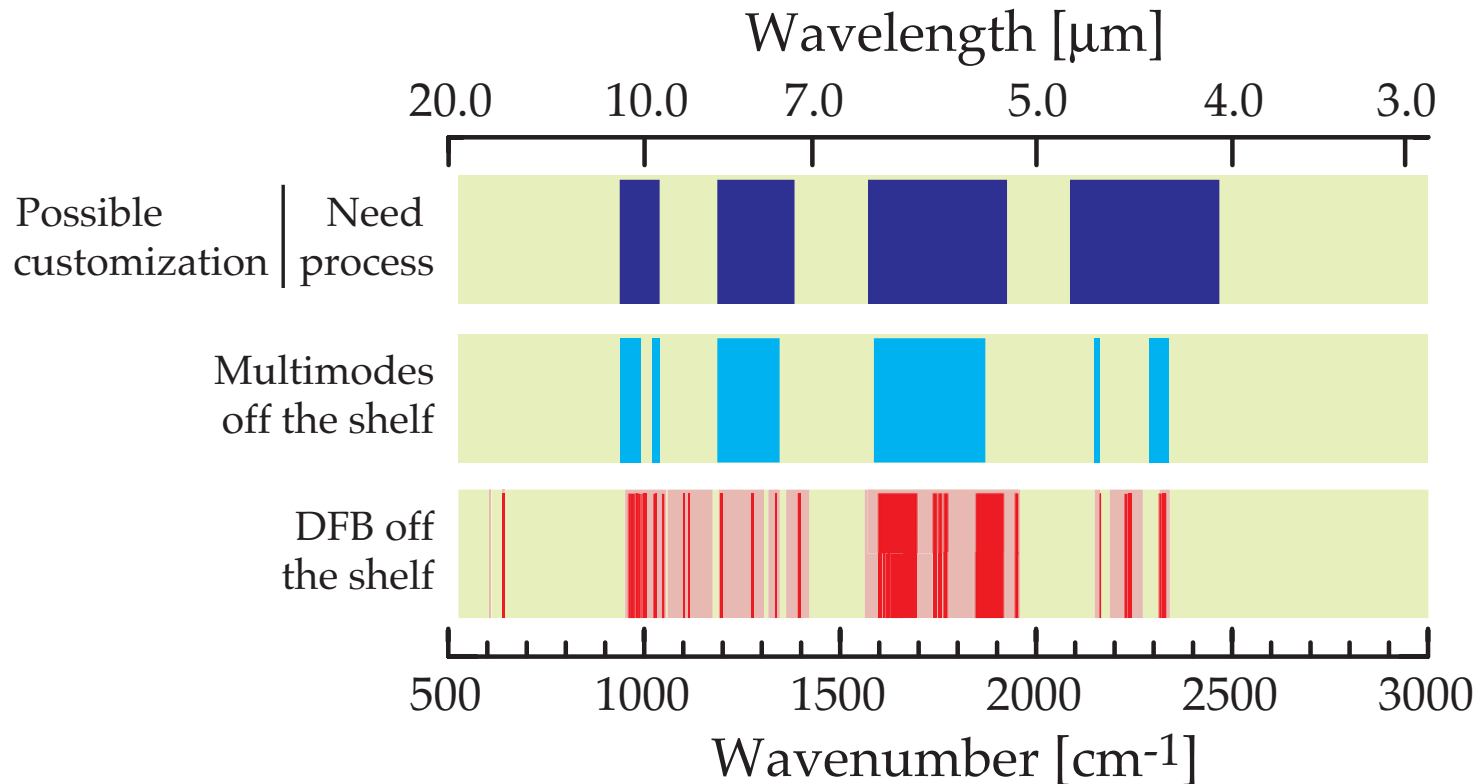 Wavelength [μm]
20.0 10.0 7.0 5.0 4.0 3.0
Possible
customization
Need
process
Multimodes
off the shelf
DFB off
the shelf
500 1000 1500 2000 2500 3000
Wavenumber [cm-1]